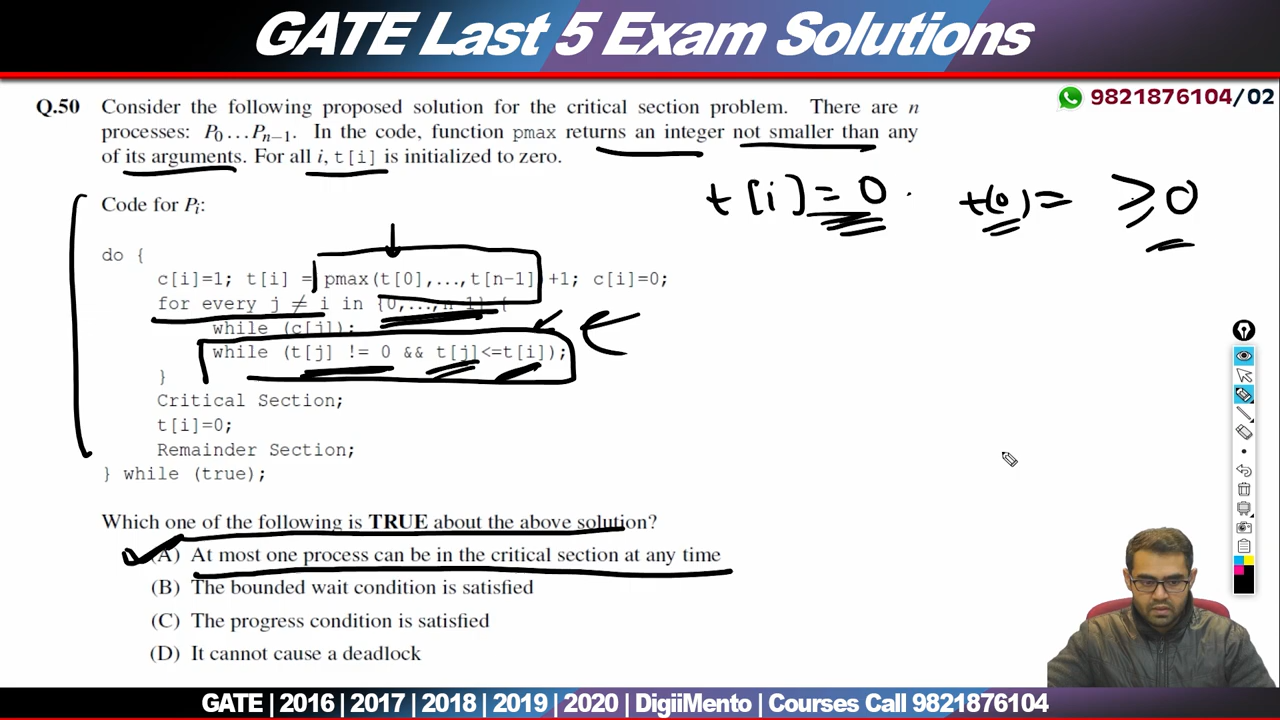 GATE Last 5 Exam Solutions
9821876104/02
Q.50 Consider the following proposed solution for the critical section problem. There are n
processes: P0...Pn−1. In the code, function pmax returns an integer not smaller than any
of its arguments. For all i, t[i] is initialized to zero.
t[i] = 0 . t(0) = ≥0
Code for Pi:
do {
c[i]=1; t[i] = pmax(t[0],...,t[n-1])+1; c[i]=0;
for every j ≠ i in {0,...,n-1} {
while (c[j]);
while (t[j] != 0 && t[j]<=t[i]);
}
Critical Section;
t[i]=0;
Remainder Section;
} while (true);
Which one of the following is TRUE about the above solution?
(A) At most one process can be in the critical section at any time
(B) The bounded wait condition is satisfied
(C) The progress condition is satisfied
(D) It cannot cause a deadlock
GATE | 2016 | 2017 | 2018 | 2019 | 2020 | DigiiMento | Courses Call 9821876104